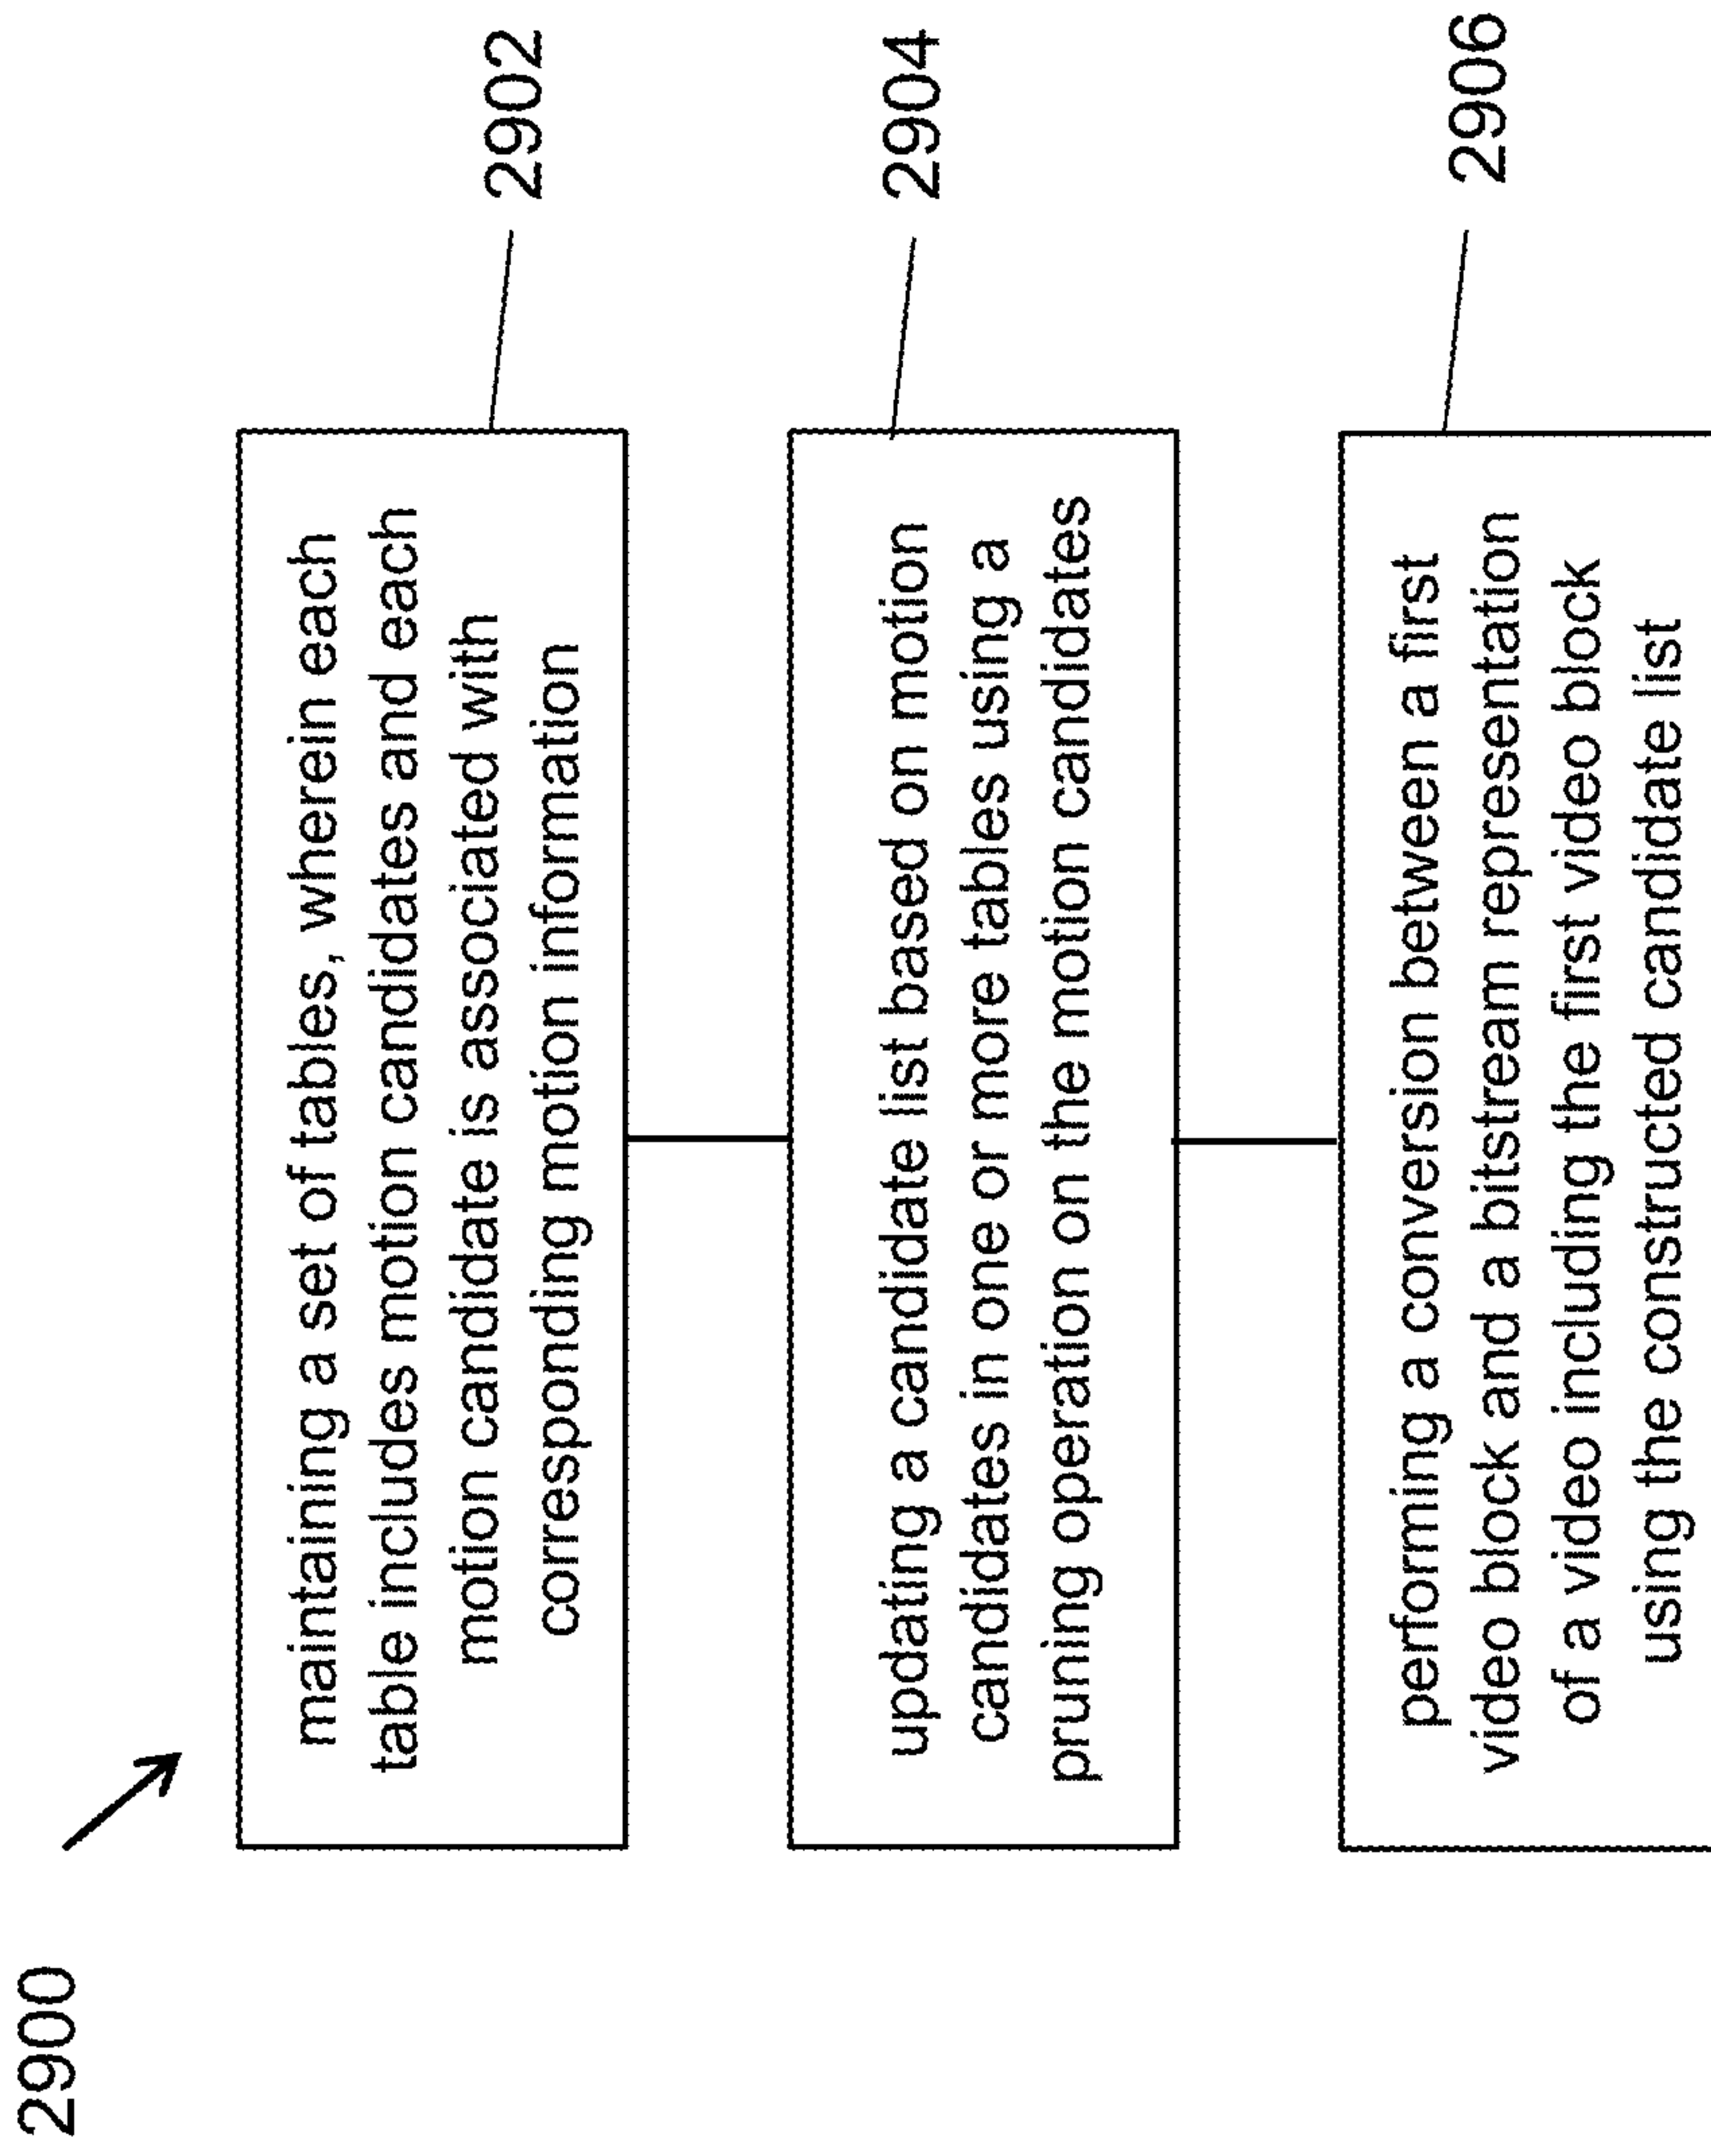 2900
maintaining a set of tables, wherein each
table includes motion candidates and each
motion candidate is associated with
corresponding motion information
2902
updating a candidate list based on motion
candidates in one or more tables using a
pruning operation on the motion candidates
2904
performing a conversion between a first
video block and a bitstream representation
of a video including the first video block
using the constructed candidate list
2906